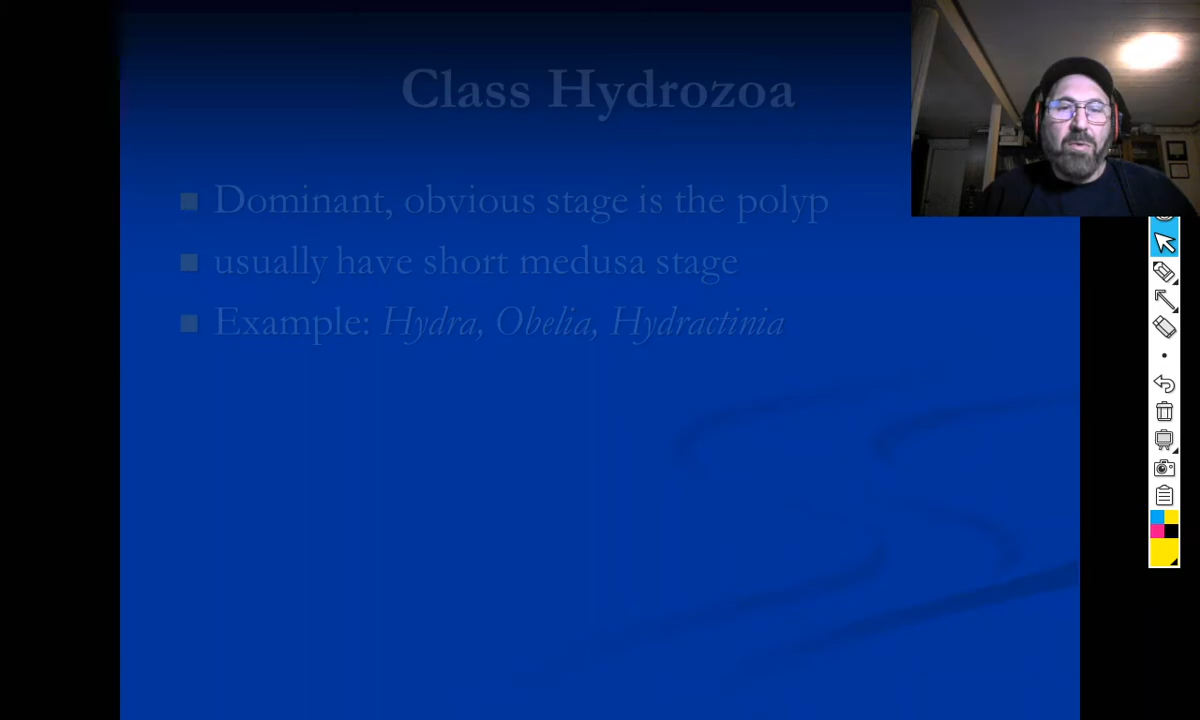 Class Hydrozoa
Dominant, obvious stage is the polyp
usually have short medusa stage
Example: Hydra, Obelia, Hydractinia